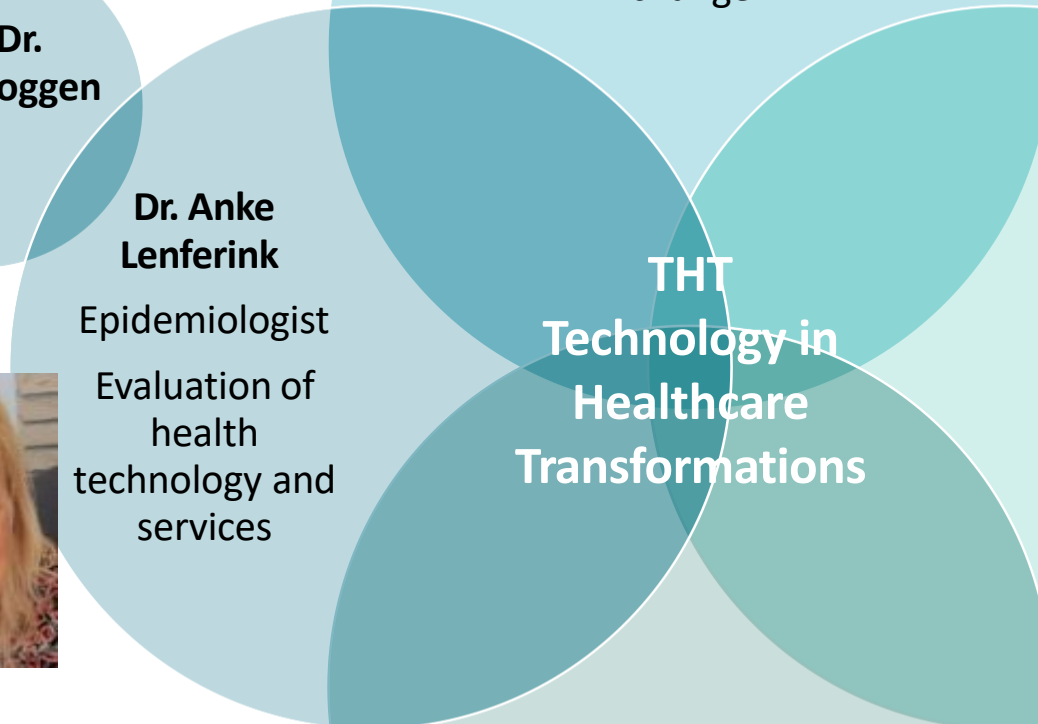 Dr.
oggen
Dr. Anke
Lenferink
Epidemiologist
Evaluation of
health
technology and
services
THT
Technology in
Healthcare
Transformations